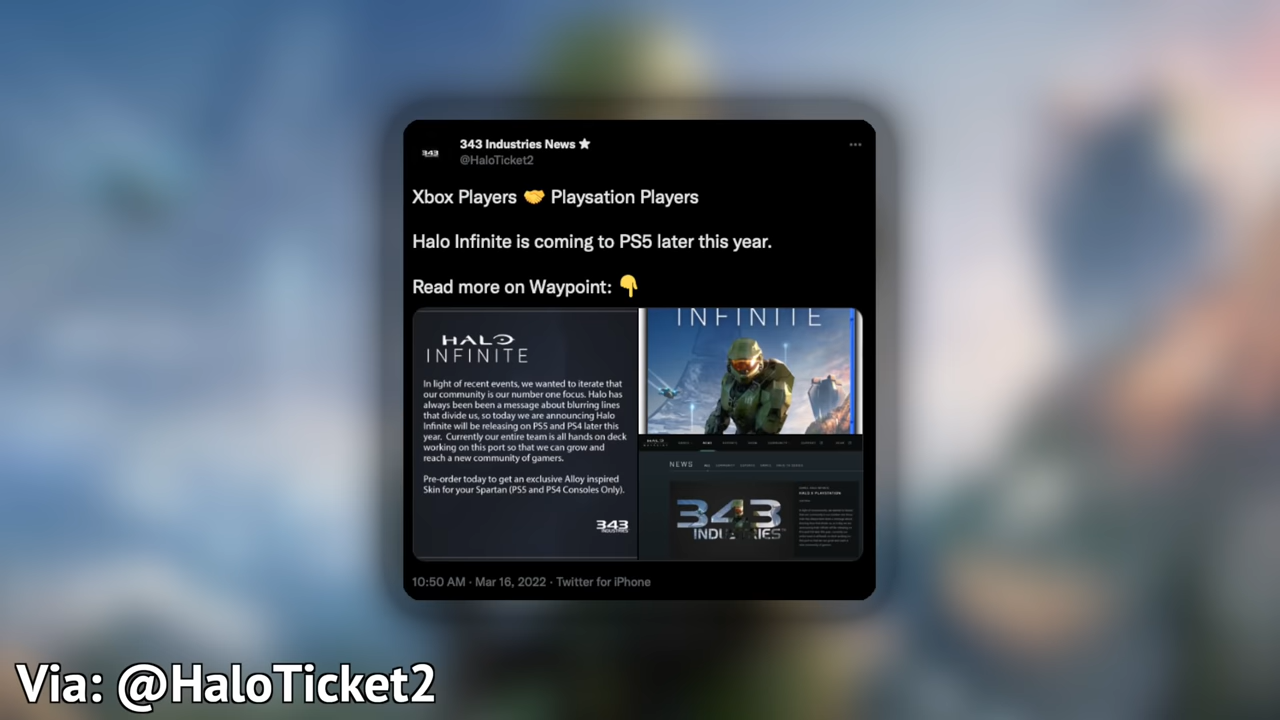 343 Industries News ★
@HaloTicket2
Xbox Players 🤝 Playsation Players
Halo Infinite is coming to PS5 later this year.
Read more on Waypoint: 👇
HALO
INFINITE
In light of recent events, we wanted to iterate that
our community is our number one focus. Halo has
always been been a message about blurring lines
that divide us, so today we are announcing Halo
Infinite will be releasing on PS5 and PS4 later this
year. Currently our entire team is all hands on deck
working on this port so that we can grow and
reach a new community of gamers.
Pre-order today to get an exclusive Alloy inspired
Skin for your Spartan (PS5 and PS4 Consoles Only).
343
INDUSTRIES
INFINITE
NEWS
343
INDUSTRIES
10:50 AM · Mar 16, 2022 · Twitter for iPhone
Via: @HaloTicket2